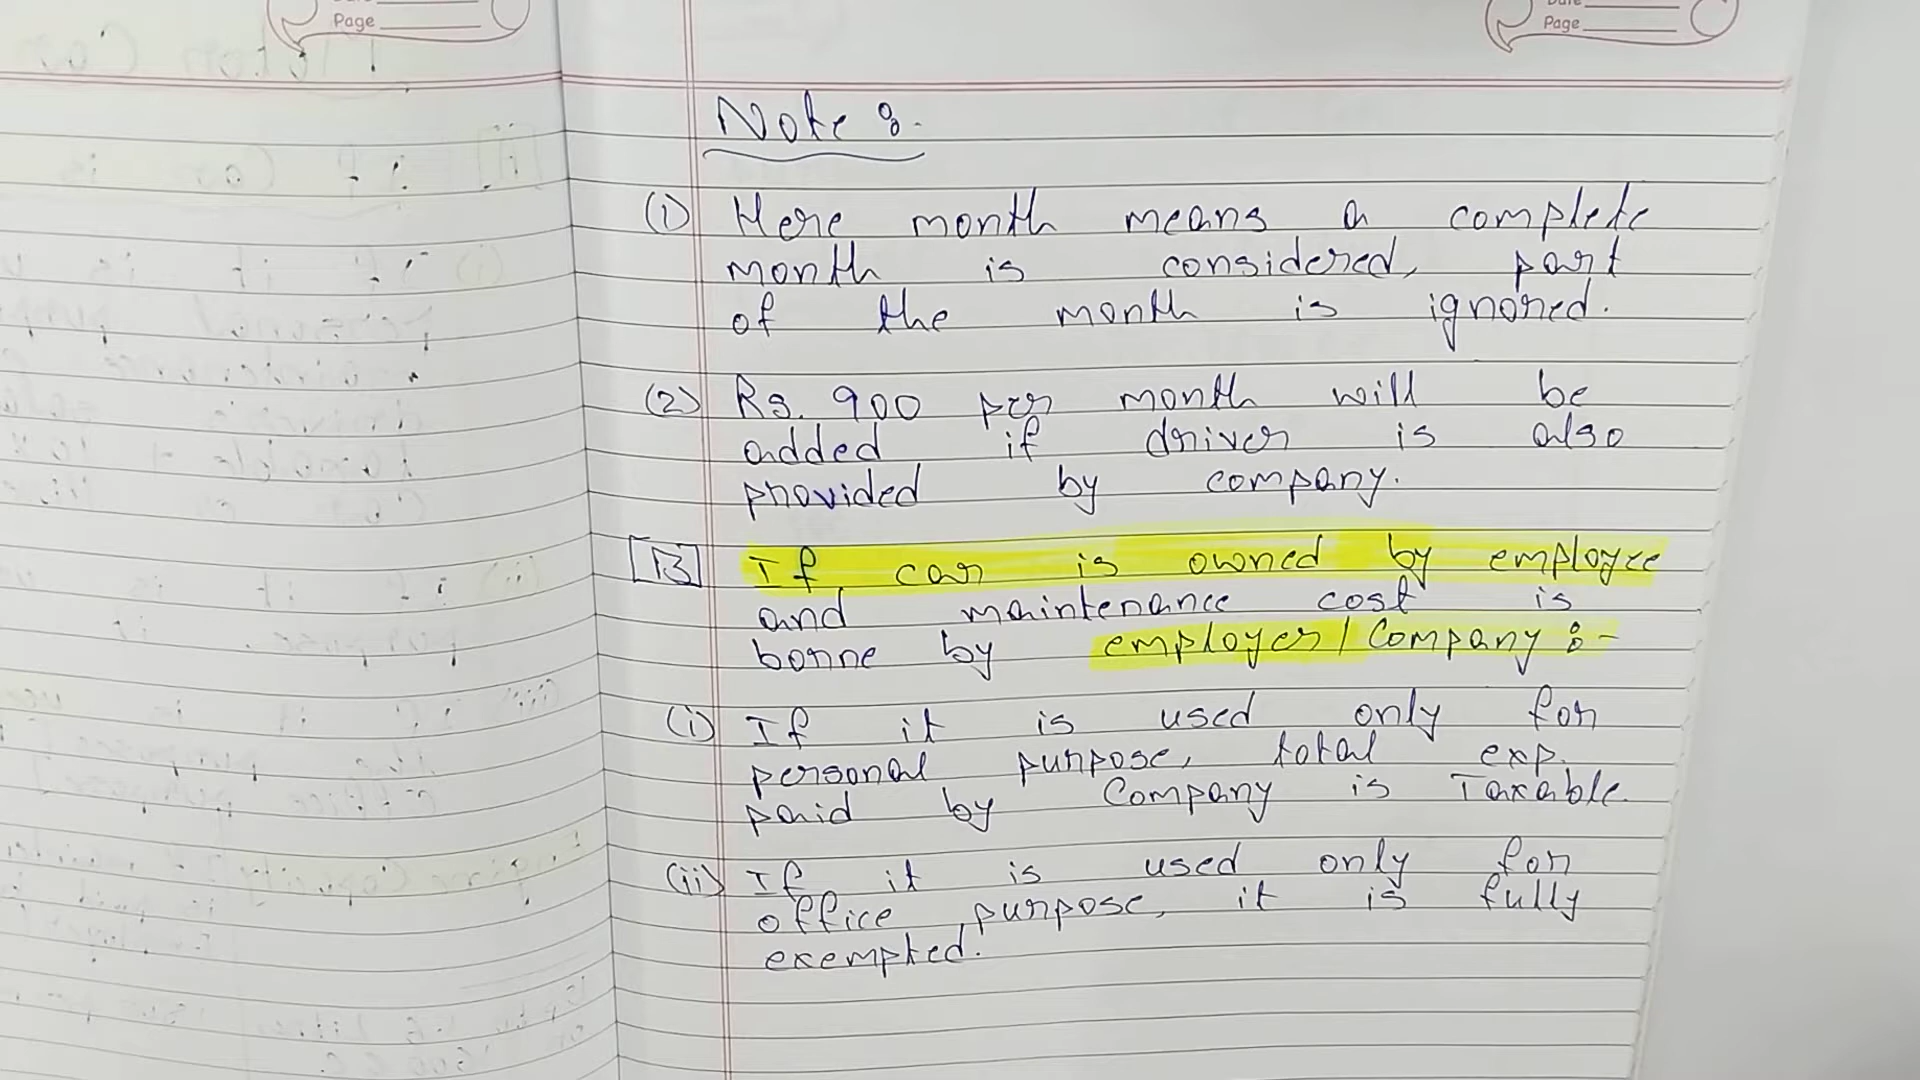 Page
Date
Page
Note :-
(1) Here month means a complete
month is considered, part
of the month is ignored.
(2) Rs. 900 per month will be
added if driver is also
provided by company.
[B] If car is owned by employee
and maintenance cost is
borne by employer/Company :-
(i) If it is used only for
personal purpose, total exp.
paid by Company is Taxable.
(ii) If it is used only for
office purpose, it is fully
exempted.